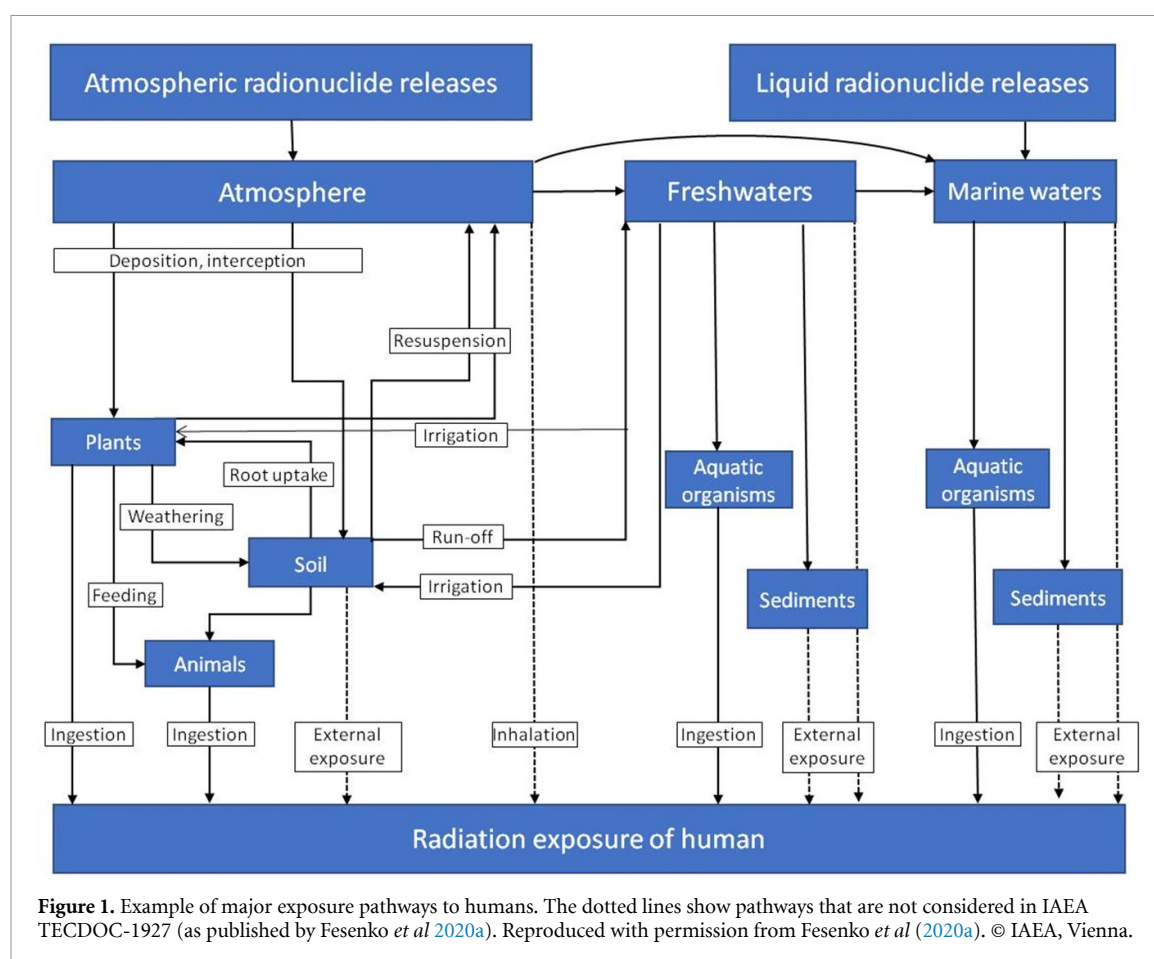 Atmospheric radionuclide releases
Liquid radionuclide releases
Atmosphere
Freshwaters
Marine waters
Deposition, interception
Resuspension
Plants
Irrigation
Root uptake
Aquatic
organisms
Aquatic
organisms
Weathering
Run-off
Soil
Feeding
Irrigation
Sediments
Sediments
Animals
Ingestion
Ingestion
External
exposure
Inhalation
Ingestion
External
exposure
Ingestion
External
exposure
Radiation exposure of human
Figure 1. Example of major exposure pathways to humans. The dotted lines show pathways that are not considered in IAEA
TECDOC-1927 (as published by Fesenko et al 2020a). Reproduced with permission from Fesenko et al (2020a). © IAEA, Vienna.